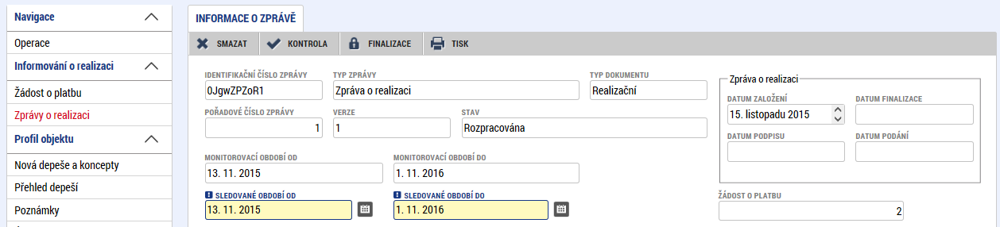 Navigace
Operace
Informování o realizaci
Žádost o platbu
Zprávy o realizaci
Profil objektu
Nová depeše a koncepty
Přehled depeší
Poznámky
INFORMACE O ZPRÁVĚ
SMAZAT KONTROLA FINALIZACE TISK
IDENTIFIKAČNÍ ČÍSLO ZPRÁVY TYP ZPRÁVY TYP DOKUMENTU
0JgwZPZoR1 Zpráva o realizaci Realizační
POŘADOVÉ ČÍSLO ZPRÁVY VERZE STAV
1 1 Rozpracována
MONITOROVACÍ OBDOBÍ OD MONITOROVACÍ OBDOBÍ DO
13. 11. 2015 1. 11. 2016
SLEDOVANÉ OBDOBÍ OD SLEDOVANÉ OBDOBÍ DO
13. 11. 2015 1. 11. 2016
Zpráva o realizaci
DATUM ZALOŽENÍ DATUM FINALIZACE
15. listopadu 2015
DATUM PODPISU DATUM PODÁNÍ
ŽÁDOST O PLATBU
2